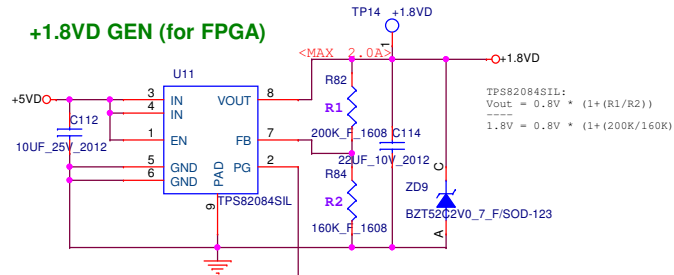 +1.8VD GEN (for FPGA)
TP14 +1.8VD
<MAX 2.0A>
1
+1.8VD
U11
+5VD
3 IN VOUT 8
4 IN
1 EN FB 7
5 GND PG 2
6 GND
PAD
9
TPS82084SIL
C112
10UF_25V_2012
R82
R1
200K_F_1608
C114
22UF_10V_2012
R84
R2
160K_F_1608
C
ZD9
BZT52C2V0_7_F/SOD-123
A
TPS82084SIL:
Vout = 0.8V * (1+(R1/R2))
----
1.8V = 0.8V * (1+(200K/160K)